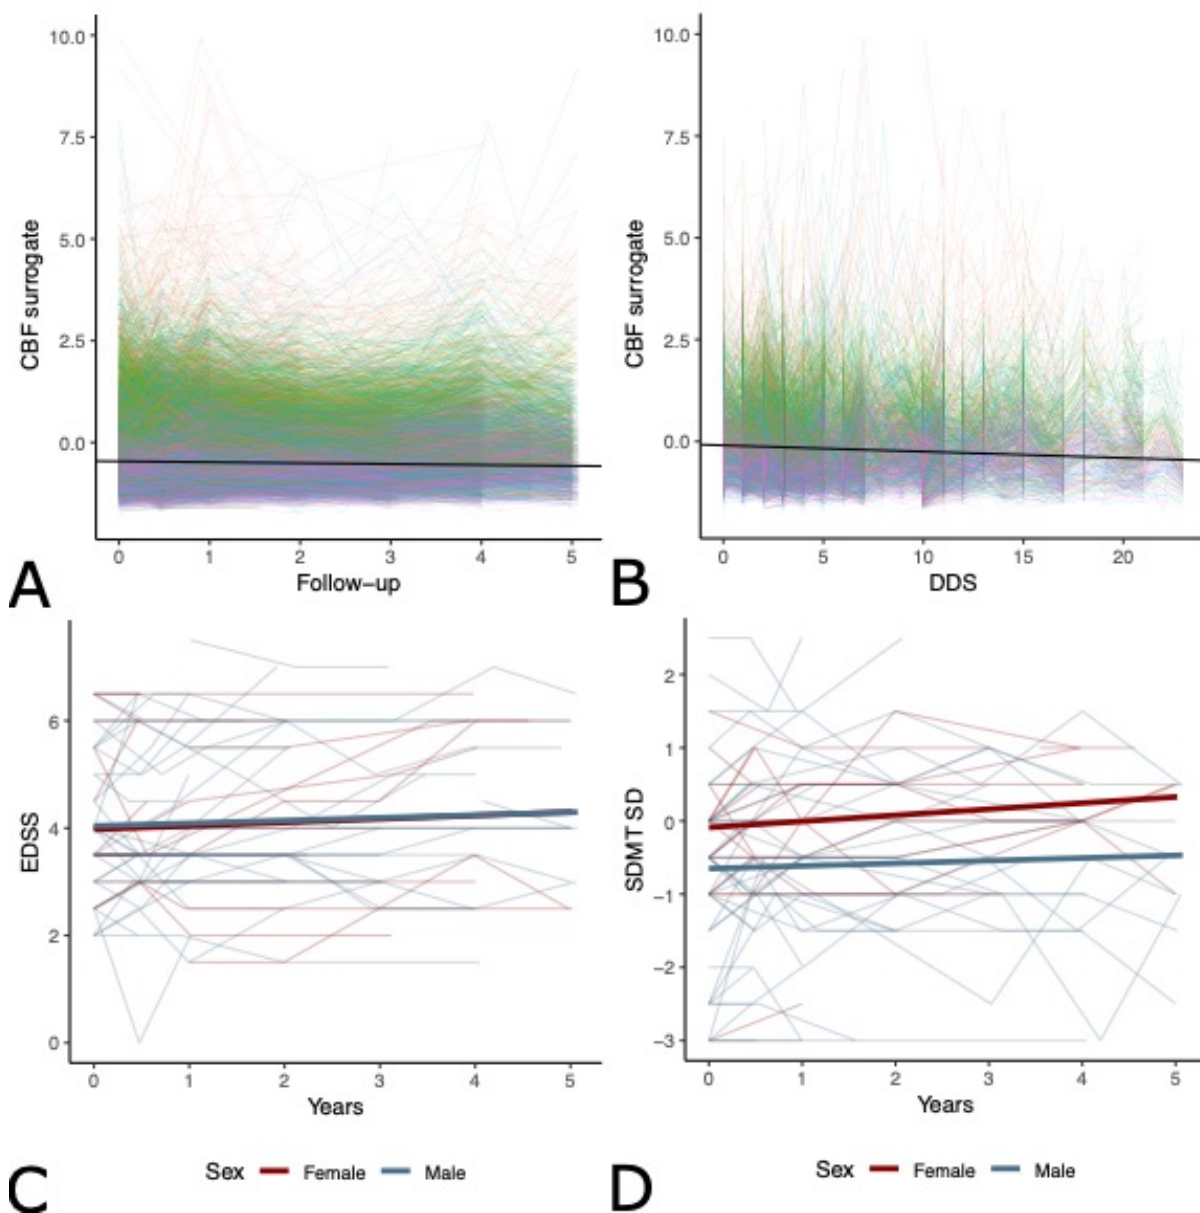 10.0
7.5
5.0
2.5
0.0
CBF surrogate
0 1 2 3 4 5
Follow-up
A
10.0
7.5
5.0
2.5
0.0
CBF surrogate
0 5 10 15 20
DDS
B
6
4
2
0
EDSS
0 1 2 3 4 5
Years
Sex Female Male
C
2
1
0
−1
−2
−3
SDMT SD
0 1 2 3 4 5
Years
Sex Female Male
D